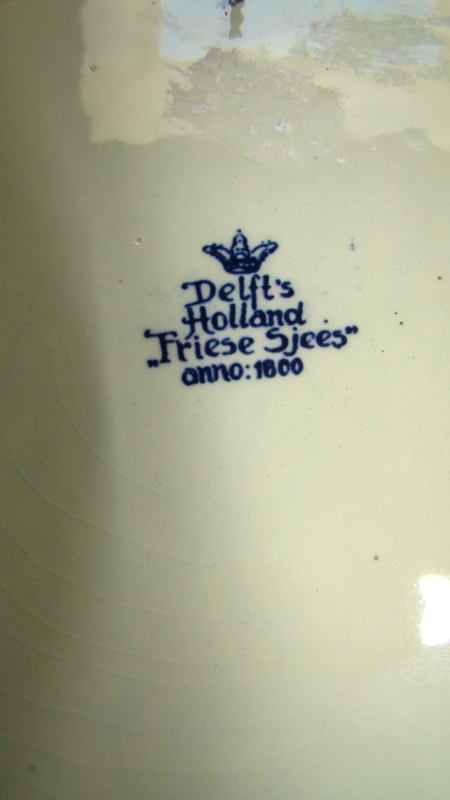 Delft's
Holland
„Friese Sjees”
anno: 1800